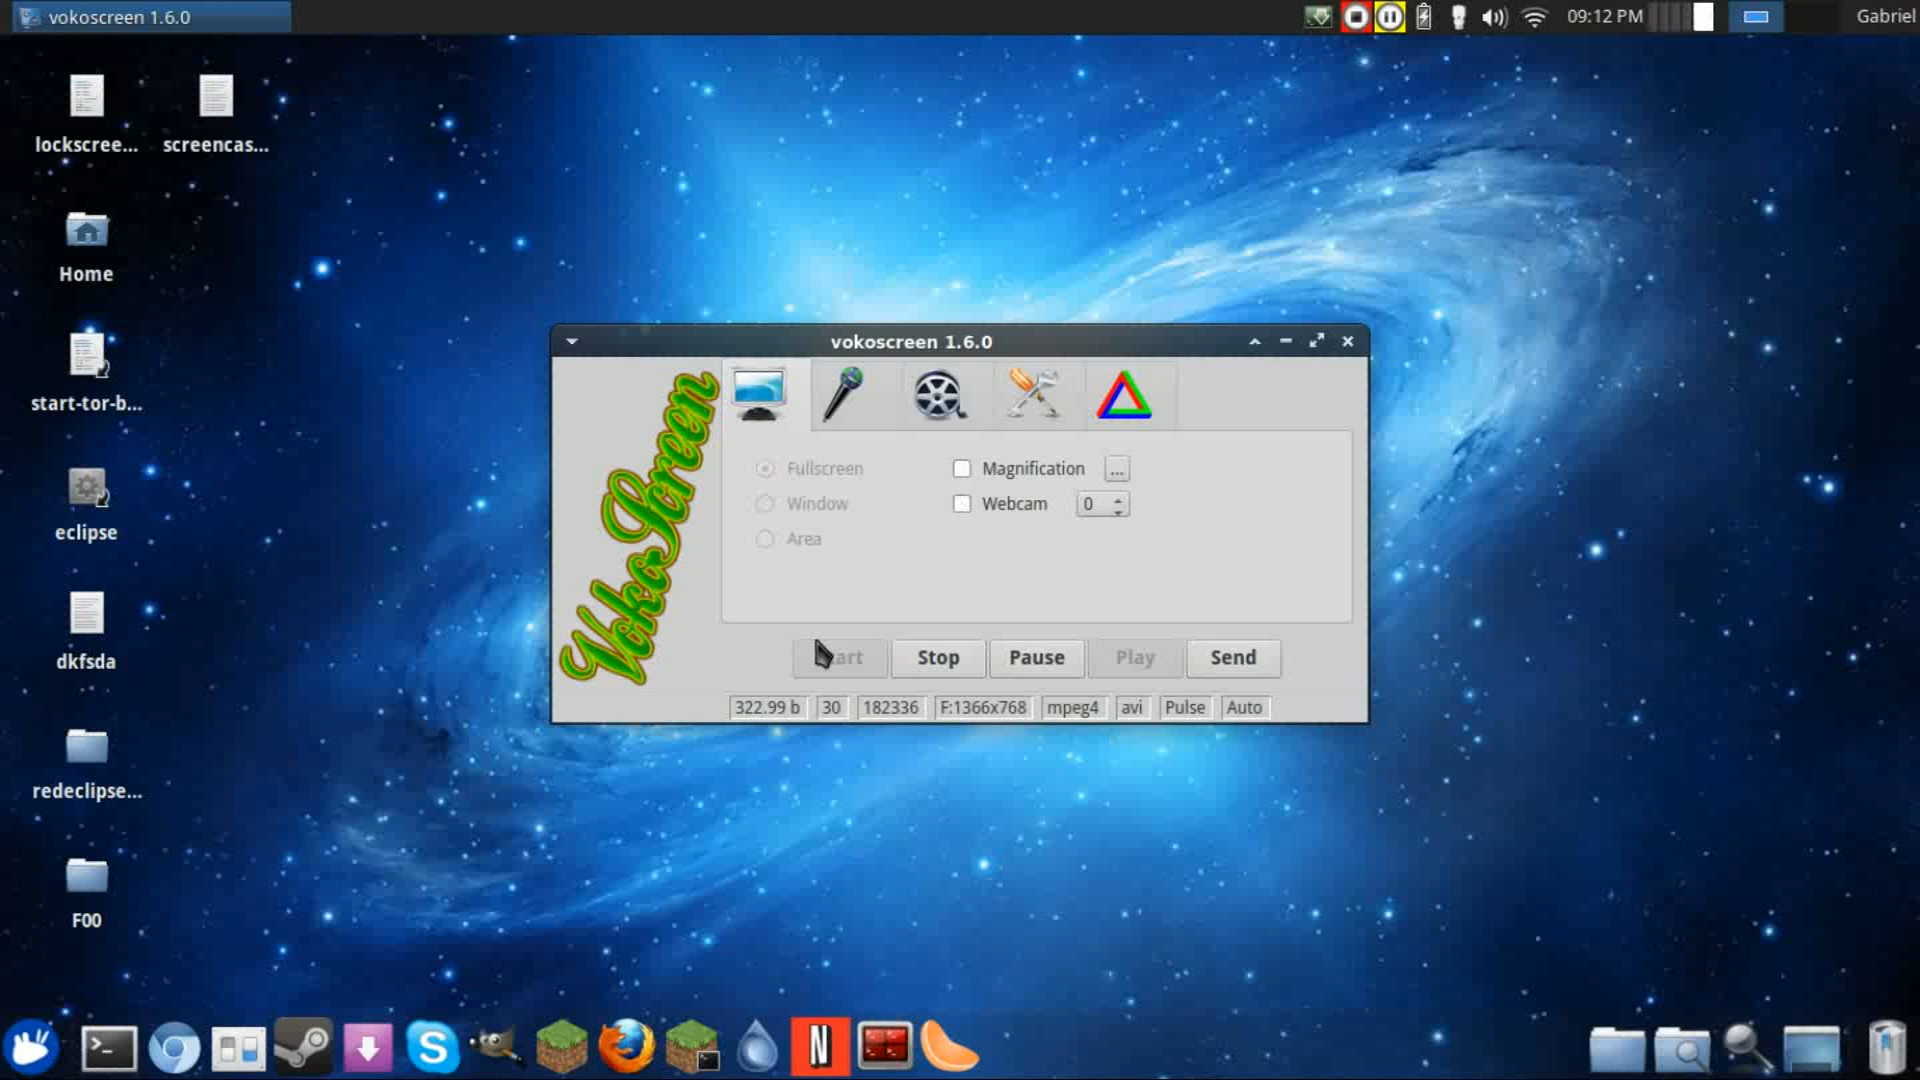 vokoscreen 1.6.0
09:12 PM
Gabriel
lockscree...
screencas...
Home
start-tor-b...
eclipse
dkfsda
redeclipse...
F00
vokoscreen 1.6.0
VokoScreen
Fullscreen
Magnification
...
Window
Webcam
0
Area
Stop
Pause
Play
Send
322.99 b
30
182336
F:1366x768
mpeg4
avi
Pulse
Auto
S
N